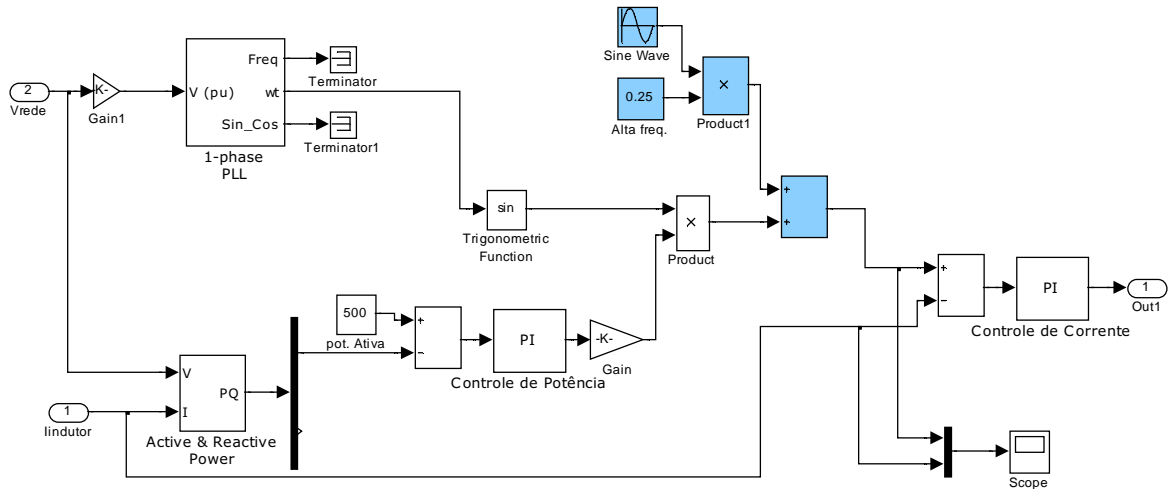 Sine Wave
0.25
Alta freq.
×
Product1
2
Vrede
K-
Gain1
V (pu)
Freq
wt
Sin_Cos
1-phase
PLL
Terminator
Terminator1
sin
Trigonometric
Function
×
Product
+
+
500
pot. Ativa
+
−
PI
Controle de Potência
-K-
Gain
V
I
PQ
Active & Reactive
Power
1
Iindutor
+
−
PI
Controle de Corrente
1
Out1
Scope